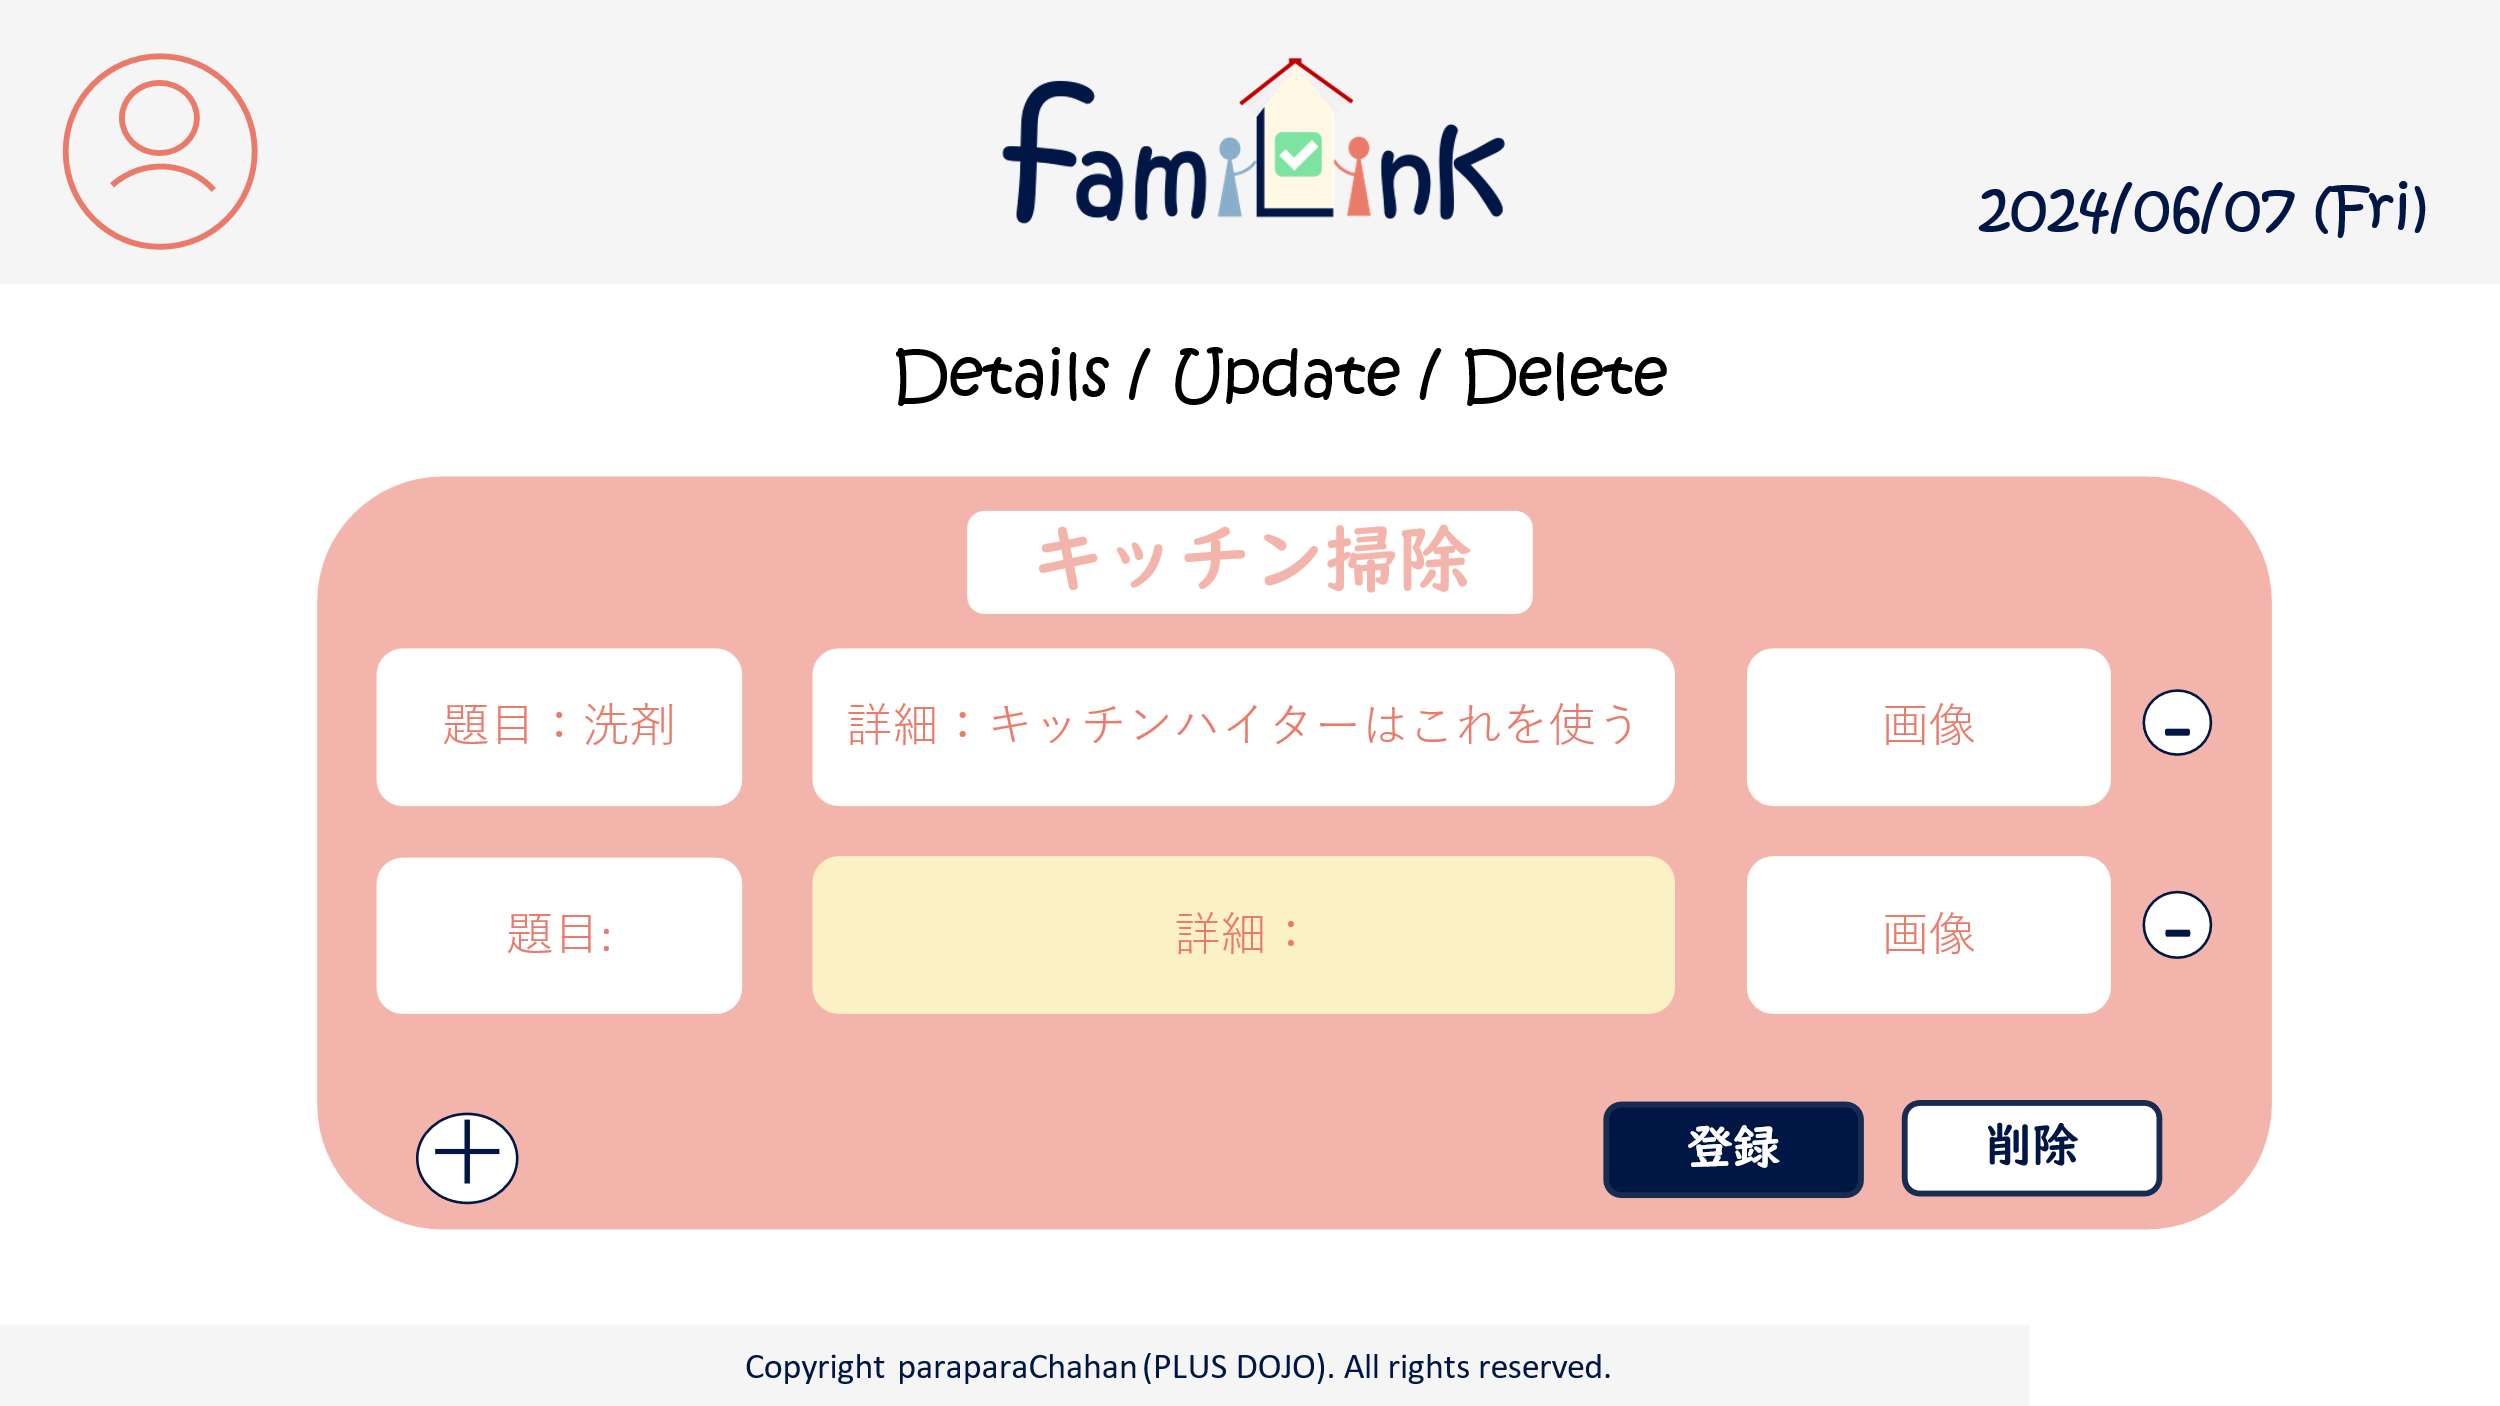 FamiLink
2024/06/07 (Fri)
Details / Update / Delete
キッチン掃除
題目：洗剤
詳細：キッチンハイターはこれを使う
画像
-
題目:
詳細：
画像
-
+
登録
削除
Copyright paraparaChahan(PLUS DOJO). All rights reserved.